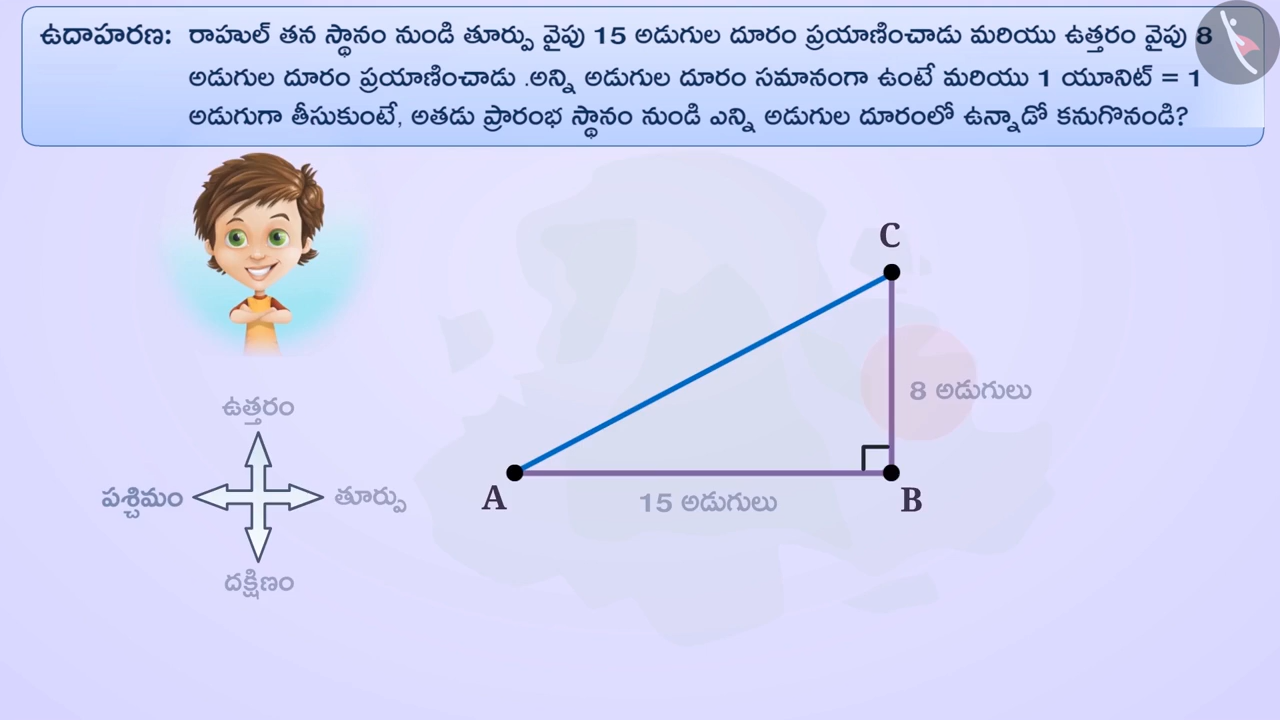 ఉదాహరణ: రాహుల్ తన స్థానం నుండి తూర్పు వైపు 15 అడుగుల దూరం ప్రయాణించాడు మరియు ఉత్తరం వైపు 8
అడుగుల దూరం ప్రయాణించాడు .అన్ని అడుగుల దూరం సమానంగా ఉంటే మరియు 1 యూనిట్ = 1
అడుగుగా తీసుకుంటే, అతడు ప్రారంభ స్థానం నుండి ఎన్ని అడుగుల దూరంలో ఉన్నాడో కనుగొనండి?
C
8 అడుగులు
ఉత్తరం
పశ్చిమం
తూర్పు
A
15 అడుగులు
B
దక్షిణం